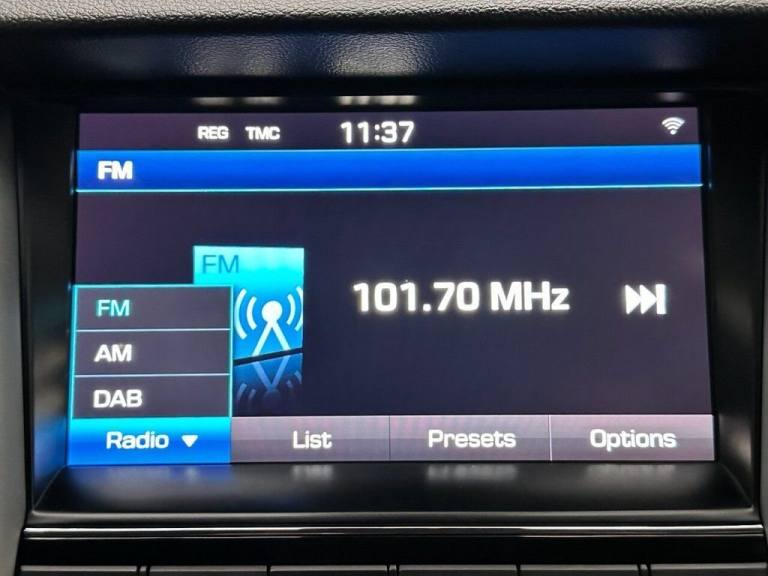 REG TMC 11:37
FM
FM
101.70 MHz
FM
AM
DAB
Radio List Presets Options